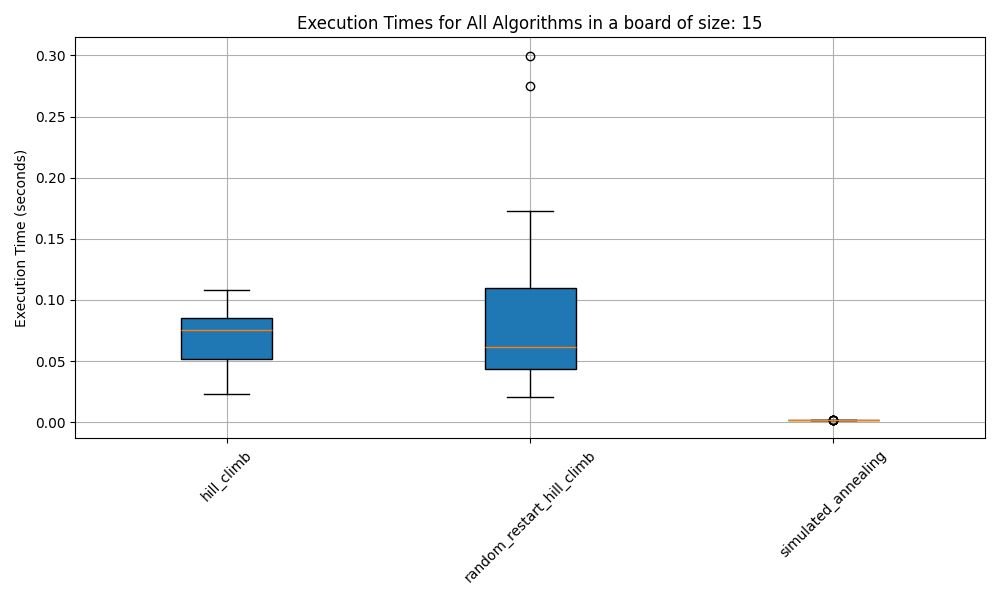 Execution Times for All Algorithms in a board of size: 15
Execution Time (seconds)
0.30
0.25
0.20
0.15
0.10
0.05
0.00
hill_climb
random_restart_hill_climb
simulated_annealing